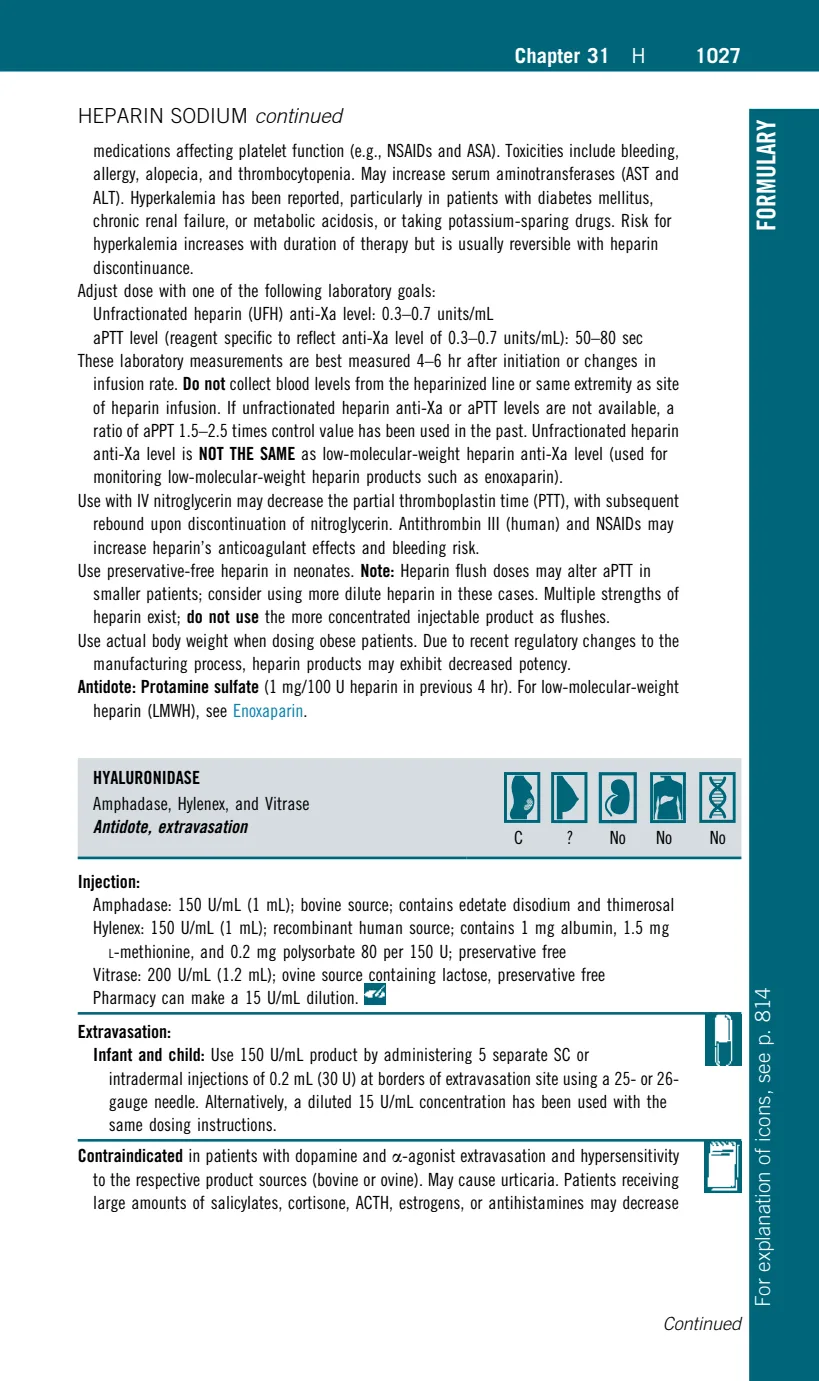 Chapter 31 H 1027
HEPARIN SODIUM continued
medications affecting platelet function (e.g., NSAIDs and ASA). Toxicities include bleeding,
allergy, alopecia, and thrombocytopenia. May increase serum aminotransferases (AST and
ALT). Hyperkalemia has been reported, particularly in patients with diabetes mellitus,
chronic renal failure, or metabolic acidosis, or taking potassium-sparing drugs. Risk for
hyperkalemia increases with duration of therapy but is usually reversible with heparin
discontinuance.
Adjust dose with one of the following laboratory goals:
Unfractionated heparin (UFH) anti-Xa level: 0.3–0.7 units/mL
aPTT level (reagent specific to reflect anti-Xa level of 0.3–0.7 units/mL): 50–80 sec
These laboratory measurements are best measured 4–6 hr after initiation or changes in
infusion rate. Do not collect blood levels from the heparinized line or same extremity as site
of heparin infusion. If unfractionated heparin anti-Xa or aPTT levels are not available, a
ratio of aPPT 1.5–2.5 times control value has been used in the past. Unfractionated heparin
anti-Xa level is NOT THE SAME as low-molecular-weight heparin anti-Xa level (used for
monitoring low-molecular-weight heparin products such as enoxaparin).
Use with IV nitroglycerin may decrease the partial thromboplastin time (PTT), with subsequent
rebound upon discontinuation of nitroglycerin. Antithrombin III (human) and NSAIDs may
increase heparin's anticoagulant effects and bleeding risk.
Use preservative-free heparin in neonates. Note: Heparin flush doses may alter aPTT in
smaller patients; consider using more dilute heparin in these cases. Multiple strengths of
heparin exist; do not use the more concentrated injectable product as flushes.
Use actual body weight when dosing obese patients. Due to recent regulatory changes to the
manufacturing process, heparin products may exhibit decreased potency.
Antidote: Protamine sulfate (1 mg/100 U heparin in previous 4 hr). For low-molecular-weight
heparin (LMWH), see Enoxaparin.
HYALURONIDASE
Amphadase, Hylenex, and Vitrase
Antidote, extravasation
C ? No No No
Injection:
Amphadase: 150 U/mL (1 mL); bovine source; contains edetate disodium and thimerosal
Hylenex: 150 U/mL (1 mL); recombinant human source; contains 1 mg albumin, 1.5 mg
L-methionine, and 0.2 mg polysorbate 80 per 150 U; preservative free
Vitrase: 200 U/mL (1.2 mL); ovine source containing lactose, preservative free
Pharmacy can make a 15 U/mL dilution.
Extravasation:
Infant and child: Use 150 U/mL product by administering 5 separate SC or
intradermal injections of 0.2 mL (30 U) at borders of extravasation site using a 25- or 26-
gauge needle. Alternatively, a diluted 15 U/mL concentration has been used with the
same dosing instructions.
Contraindicated in patients with dopamine and α-agonist extravasation and hypersensitivity
to the respective product sources (bovine or ovine). May cause urticaria. Patients receiving
large amounts of salicylates, cortisone, ACTH, estrogens, or antihistamines may decrease
Continued
FORMULARY
For explanation of icons, see p. 814